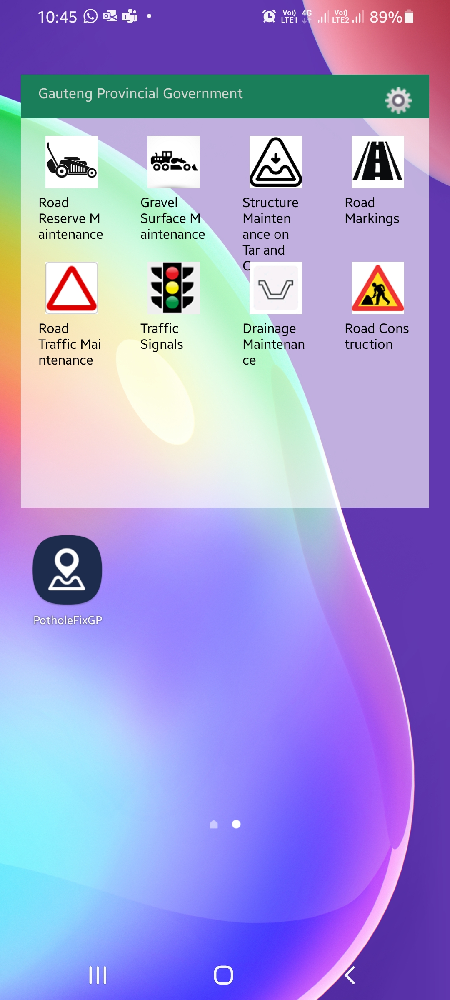 10:45
Vo)) LTE1 4G Vo)) LTE2 89%
Gauteng Provincial Government
Road
Reserve M
aintenance
Gravel
Surface M
aintenance
Structure
Mainten
ance on
Tar and
Road
Markings
Road
Traffic Mai
ntenance
Traffic
Signals
Drainage
Maintenan
ce
Road Cons
truction
PotholeFixGP